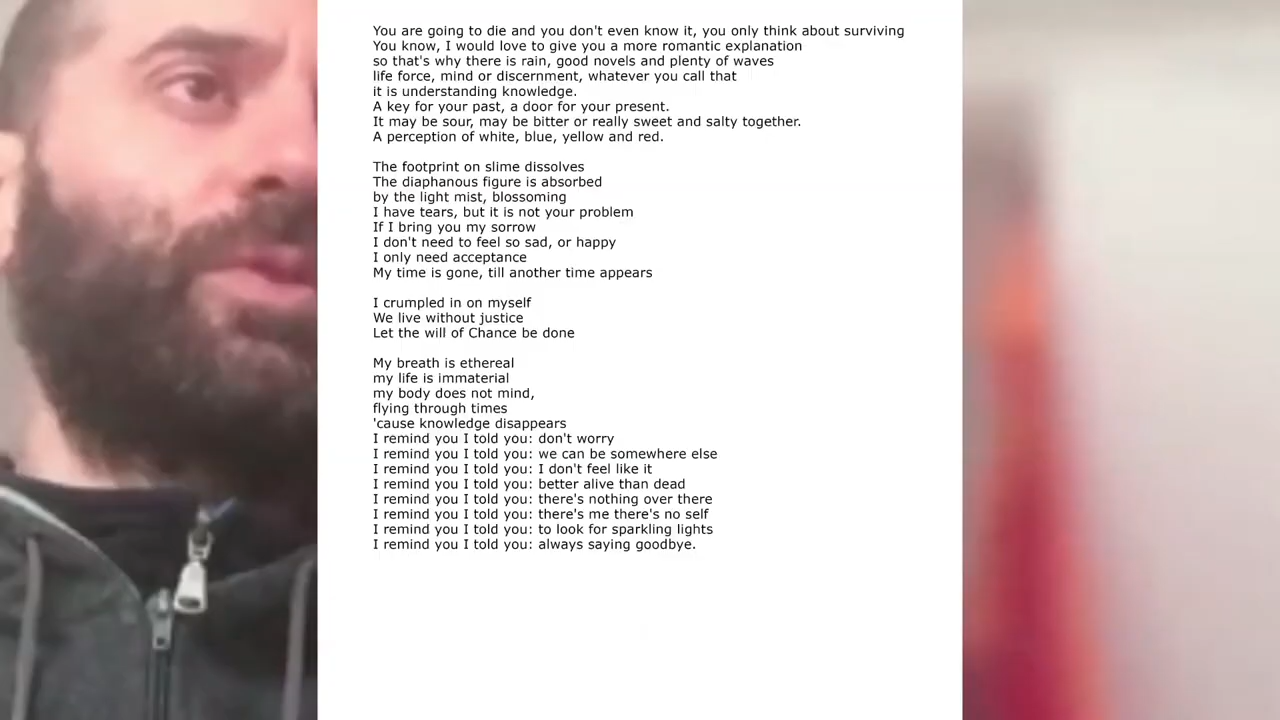 You are going to die and you don't even know it, you only think about surviving
You know, I would love to give you a more romantic explanation
so that's why there is rain, good novels and plenty of waves
life force, mind or discernment, whatever you call that
it is understanding knowledge.
A key for your past, a door for your present.
It may be sour, may be bitter or really sweet and salty together.
A perception of white, blue, yellow and red.
The footprint on slime dissolves
The diaphanous figure is absorbed
by the light mist, blossoming
I have tears, but it is not your problem
If I bring you my sorrow
I don't need to feel so sad, or happy
I only need acceptance
My time is gone, till another time appears
I crumpled in on myself
We live without justice
Let the will of Chance be done
My breath is ethereal
my life is immaterial
my body does not mind,
flying through times
'cause knowledge disappears
I remind you I told you: don't worry
I remind you I told you: we can be somewhere else
I remind you I told you: I don't feel like it
I remind you I told you: better alive than dead
I remind you I told you: there's nothing over there
I remind you I told you: there's me there's no self
I remind you I told you: to look for sparkling lights
I remind you I told you: always saying goodbye.